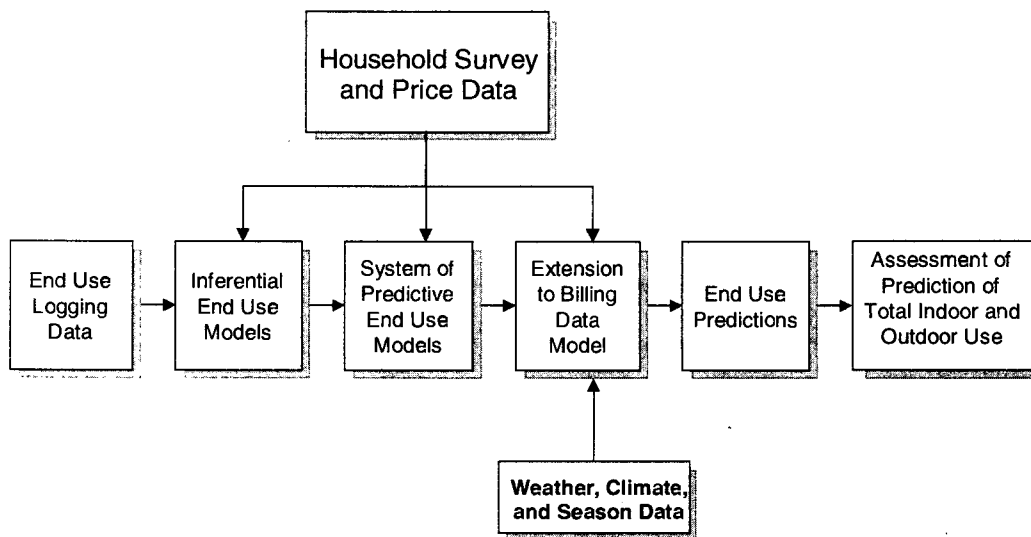 Household Survey
and Price Data
End Use
Logging
Data
Inferential
End Use
Models
System of
Predictive
End Use
Models
Extension
to Billing
Data
Model
End Use
Predictions
Assessment of
Prediction of
Total Indoor and
Outdoor Use
Weather, Climate,
and Season Data